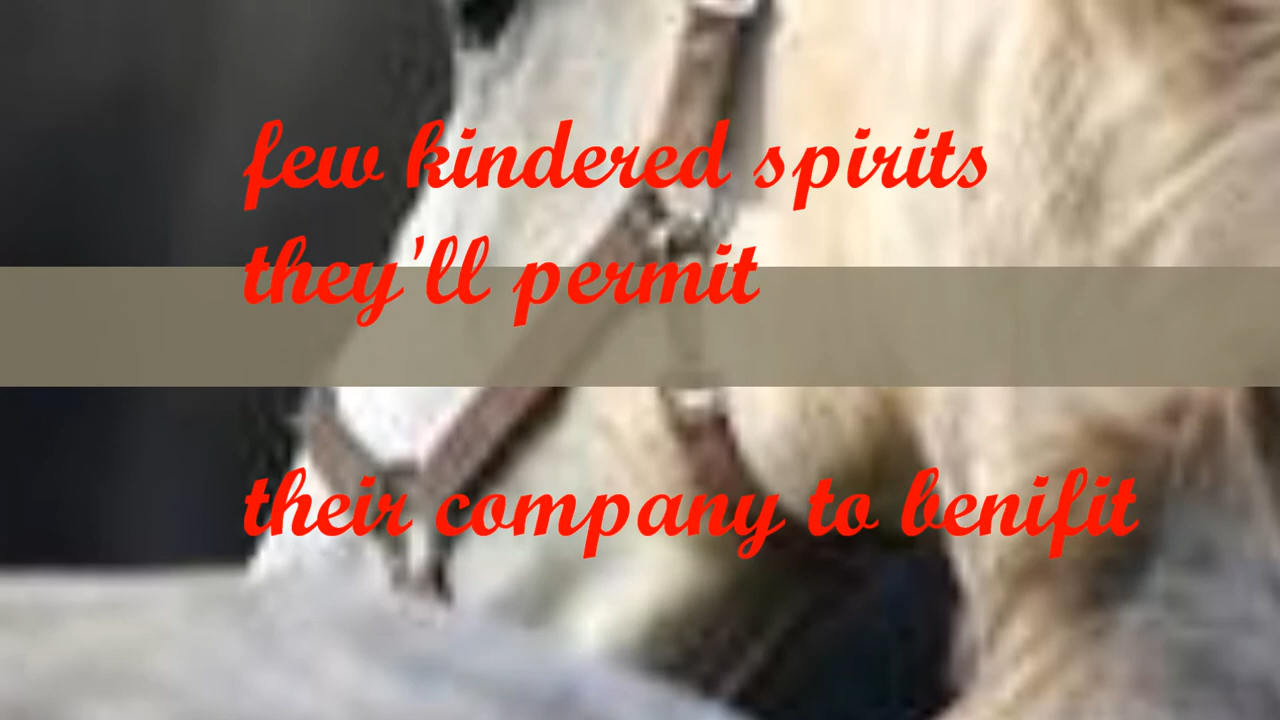 few kindered spirits
they'll permit
their company to benifit